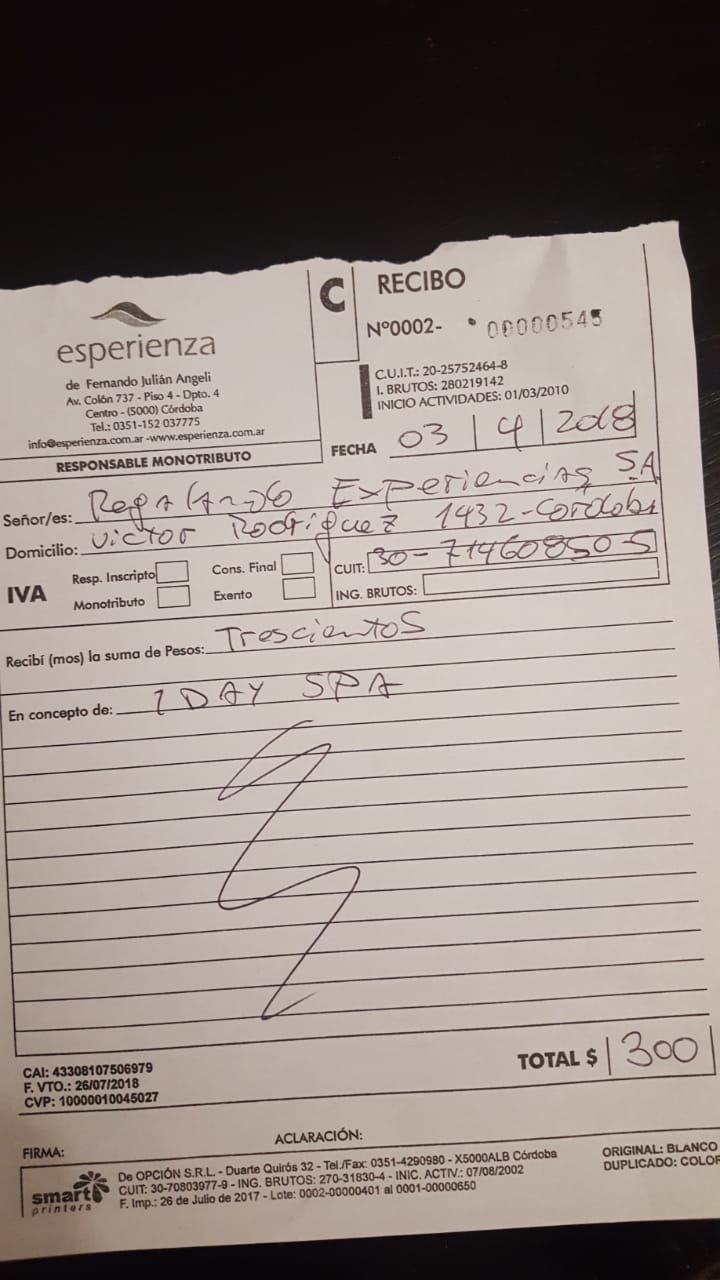 esperienza
de Fernando Julián Angeli
Av. Colón 737 - Piso 4 - Dpto. 4
Centro - (5000) Córdoba
Tel.: 0351-152 037775
info@esperienza.com.ar -www.esperienza.com.ar
RESPONSABLE MONOTRIBUTO
C
RECIBO
Nº0002- 00000545
C.U.I.T.: 20-25752464-8
I. BRUTOS: 280219142
INICIO ACTIVIDADES: 01/03/2010
FECHA 03 | 4 | 2018
Señor/es: Regalando Experiencias SA
Domicilio: Victor Rodriguez 1432-Cordoba
IVA
Resp. Inscripto
Cons. Final
Monotributo
Exento
CUIT: 30-71460850-5
ING. BRUTOS:
Recibí (mos) la suma de Pesos: Trescientos
En concepto de: 1 DAY SPA
CAI: 43308107506979
F. VTO.: 26/07/2018
CVP: 10000010045027
TOTAL $ 300
FIRMA:
ACLARACIÓN:
smart
printers
De OPCIÓN S.R.L. - Duarte Quirós 32 - Tel./Fax: 0351-4290980 - X5000ALB Córdoba
CUIT: 30-70803977-9 - ING. BRUTOS: 270-31830-4 - INIC. ACTIV.: 07/08/2002
F. Imp.: 26 de Julio de 2017 - Lote: 0002-00000401 al 0001-00000650
ORIGINAL: BLANCO
DUPLICADO: COLOR